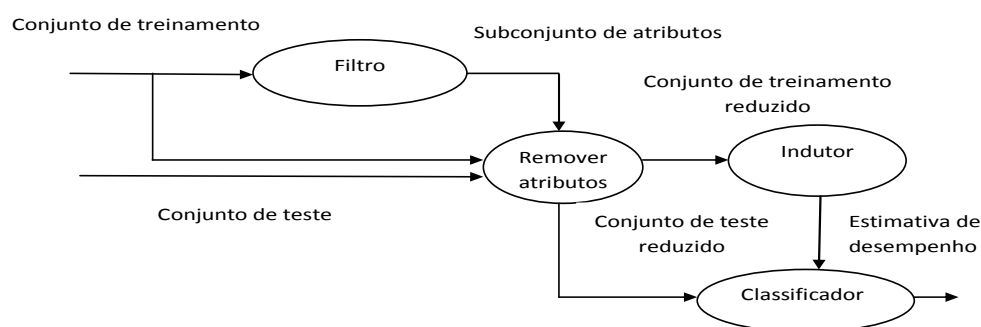 Conjunto de treinamento
Subconjunto de atributos
Filtro
Conjunto de treinamento
reduzido
Remover
atributos
Indutor
Conjunto de teste
Conjunto de teste
reduzido
Estimativa de
desempenho
Classificador